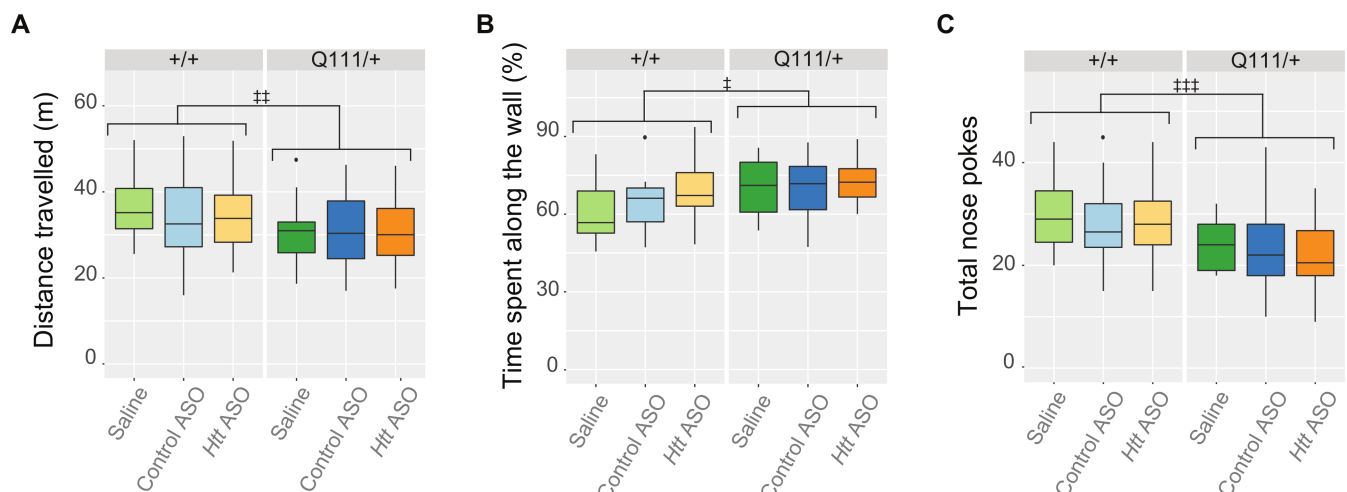 A
+/+ Q111/+
‡‡
Distance travelled (m)
60
40
20
0
Saline
Control ASO
Htt ASO
Saline
Control ASO
Htt ASO
B
+/+ Q111/+
‡
Time spent along the wall (%)
90
60
30
0
Saline
Control ASO
Htt ASO
Saline
Control ASO
Htt ASO
C
+/+ Q111/+
‡‡‡
Total nose pokes
40
20
0
Saline
Control ASO
Htt ASO
Saline
Control ASO
Htt ASO